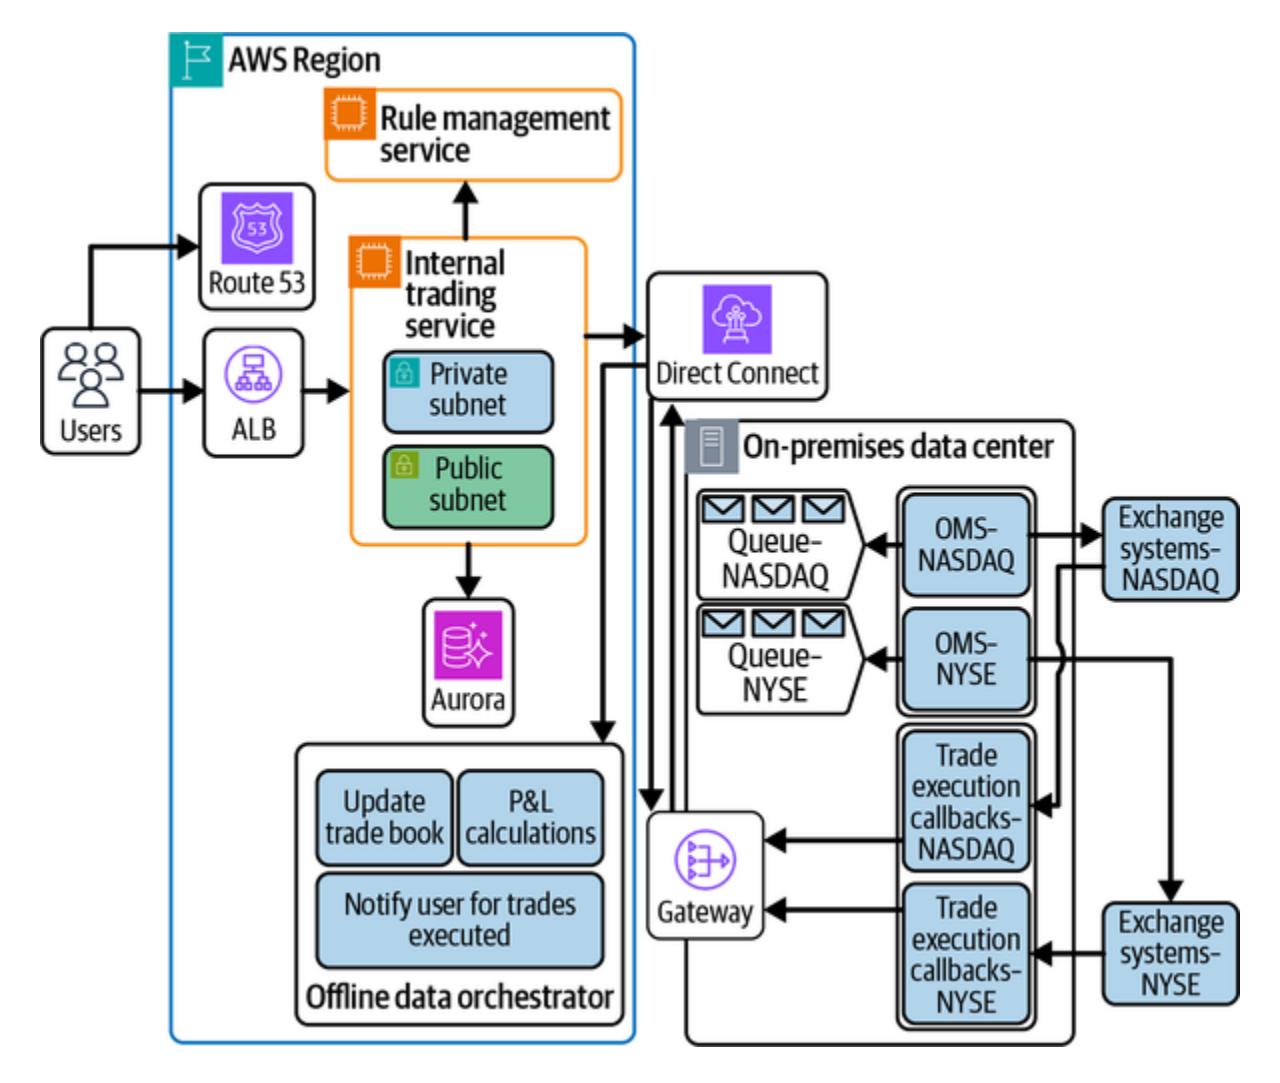 AWS Region
Rule management
service
53
Route 53
Internal
trading
service
Private
subnet
Public
subnet
Users
ALB
Direct Connect
Aurora
Update
trade book
P&L
calculations
Notify user for trades
executed
Offline data orchestrator
On-premises data center
Queue–
NASDAQ
OMS–
NASDAQ
Exchange
systems–
NASDAQ
Queue–
NYSE
OMS–
NYSE
Trade
execution
callbacks–
NASDAQ
Gateway
Trade
execution
callbacks–
NYSE
Exchange
systems–
NYSE